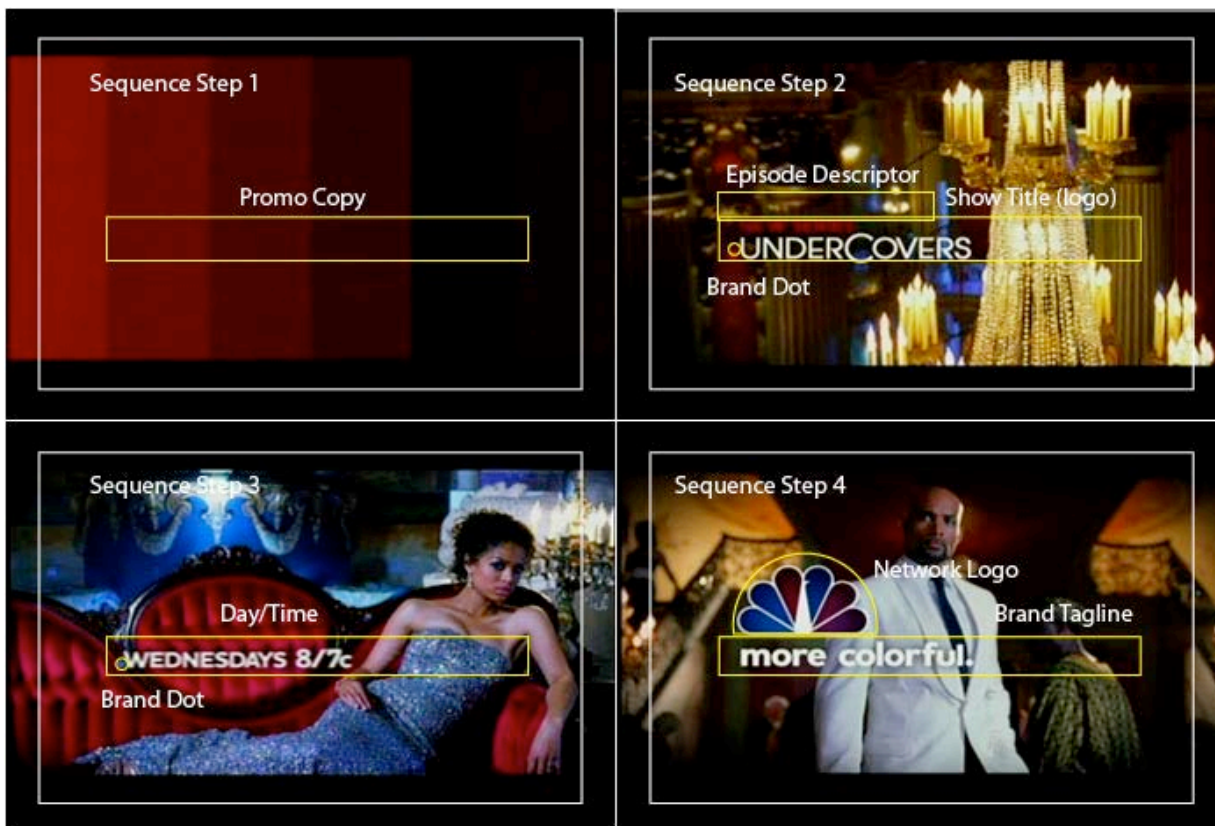 Sequence Step 1
Promo Copy
Sequence Step 2
Episode Descriptor
Show Title (logo)
UNDERCOVERS
Brand Dot
Sequence Step 3
Day/Time
WEDNESDAYS 8/7c
Brand Dot
Sequence Step 4
Network Logo
Brand Tagline
more colorful.